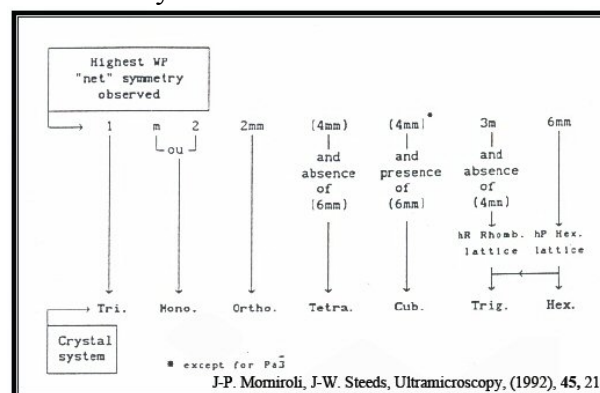 Highest WP
"net" symmetry
observed
1 m 2 2mm (4mm) (4mm)* 3m 6mm
ou and and and
absence presence absence
of of of
(6mm) (6mm) (4mm)
hR Rhomb. hP Hex.
lattice lattice
Tri. Mono. Ortho. Tetra. Cub. Trig. Hex.
Crystal
system
* except for Pa3̄
J-P. Morniroli, J-W. Steeds, Ultramicroscopy, (1992), 45, 21